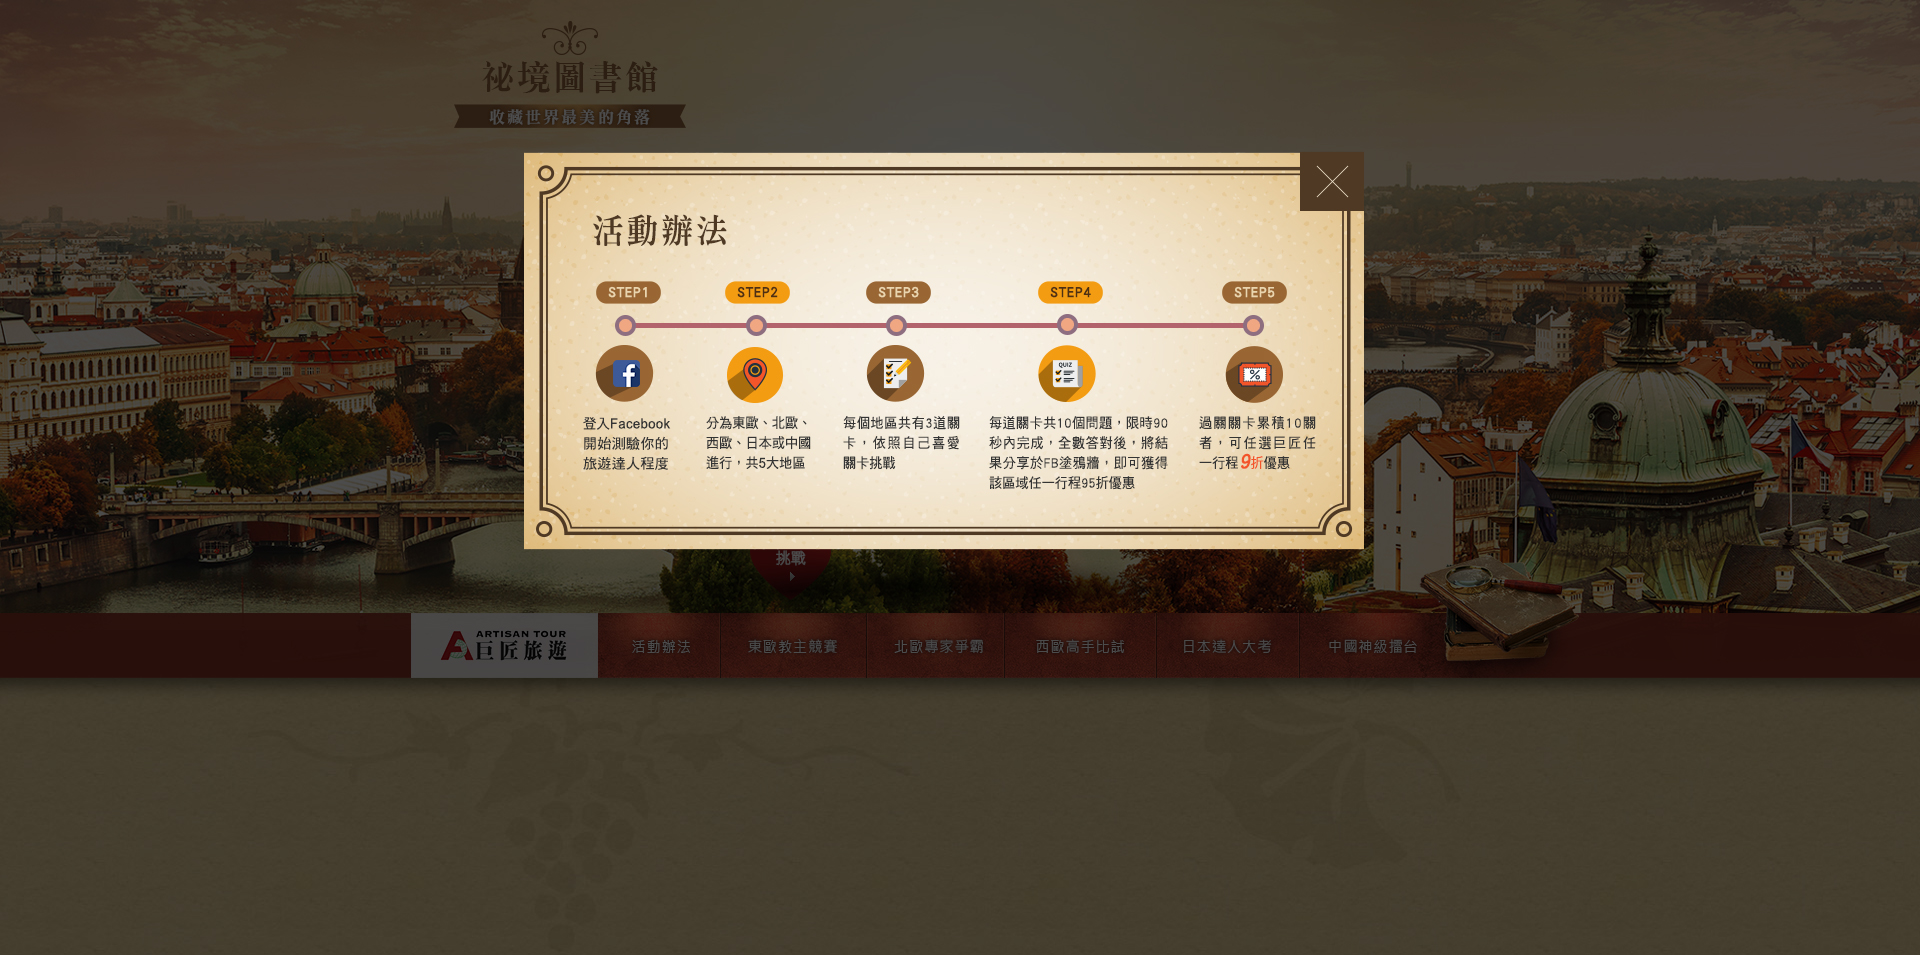 祕境圖書館
收藏世界最美的角落
活動辦法
STEP1
登入Facebook
開始測驗你的
旅遊達人程度
STEP2
分為東歐、北歐、
西歐、日本或中國
進行，共5大地區
STEP3
每個地區共有3道關
卡，依照自己喜愛
關卡挑戰
STEP4
QUIZ
每道關卡共10個問題，限時90
秒內完成，全數答對後，將結
果分享於FB塗鴉牆，即可獲得
該區域任一行程95折優惠
STEP5
%
過關關卡累積10關
者，可任選巨匠任
一行程9折優惠
挑戰
ARTISAN TOUR
巨匠旅遊
活動辦法
東歐教主競賽
北歐專家爭霸
西歐高手比試
日本達人大考
中國神級擂台